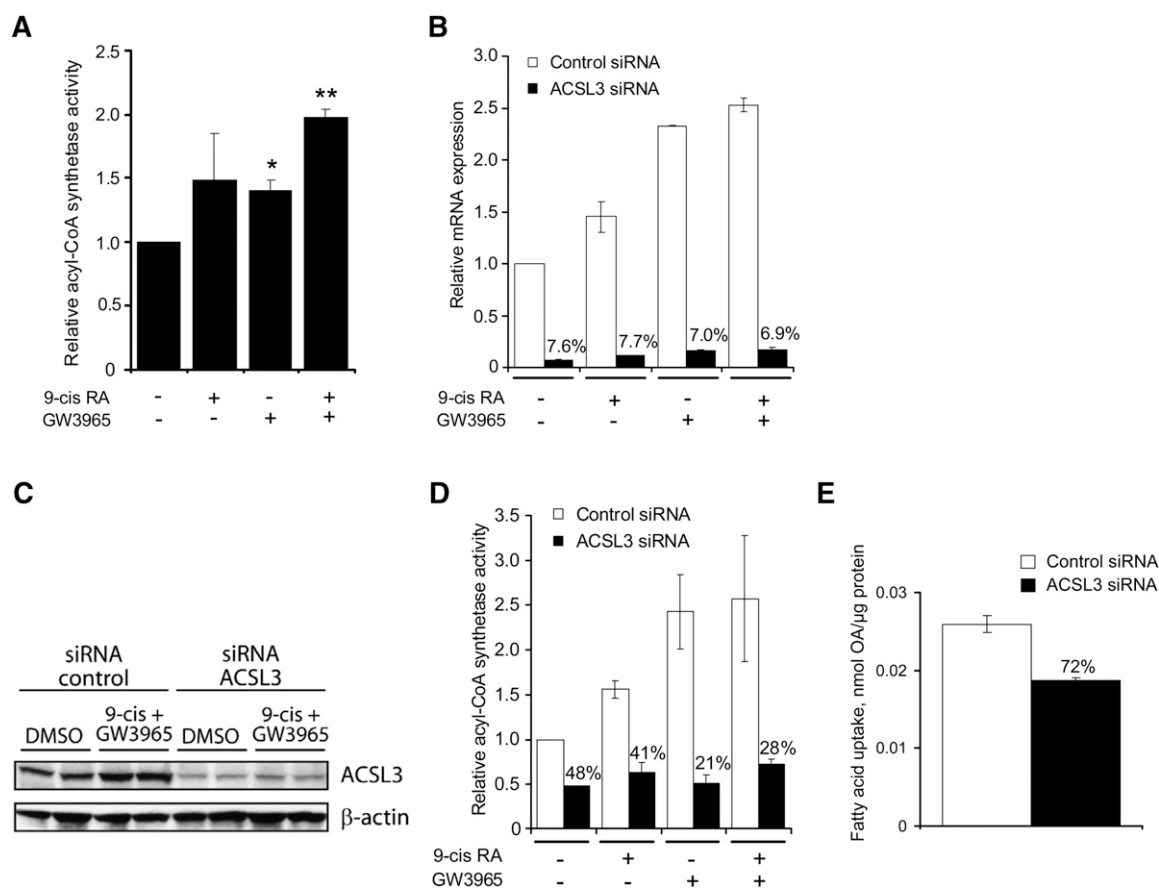 A
Relative acyl-CoA synthetase activity
2.5
2.0
1.5
1.0
0.5
0
*
**
9-cis RA - + - +
GW3965 - - + +
B
Relative mRNA expression
3.0
2.5
2.0
1.5
1.0
0.5
0
Control siRNA
ACSL3 siRNA
7.6% 7.7% 7.0% 6.9%
9-cis RA - + - +
GW3965 - - + +
C
siRNA control
siRNA ACSL3
DMSO
9-cis + GW3965
DMSO
9-cis + GW3965
ACSL3
β-actin
D
Relative acyl-CoA synthetase activity
3.5
3.0
2.5
2.0
1.5
1.0
0.5
0
Control siRNA
ACSL3 siRNA
48% 41% 21% 28%
9-cis RA - + - +
GW3965 - - + +
E
Fatty acid uptake, nmol OA/µg protein
0.03
0.02
0.01
0
Control siRNA
ACSL3 siRNA
72%